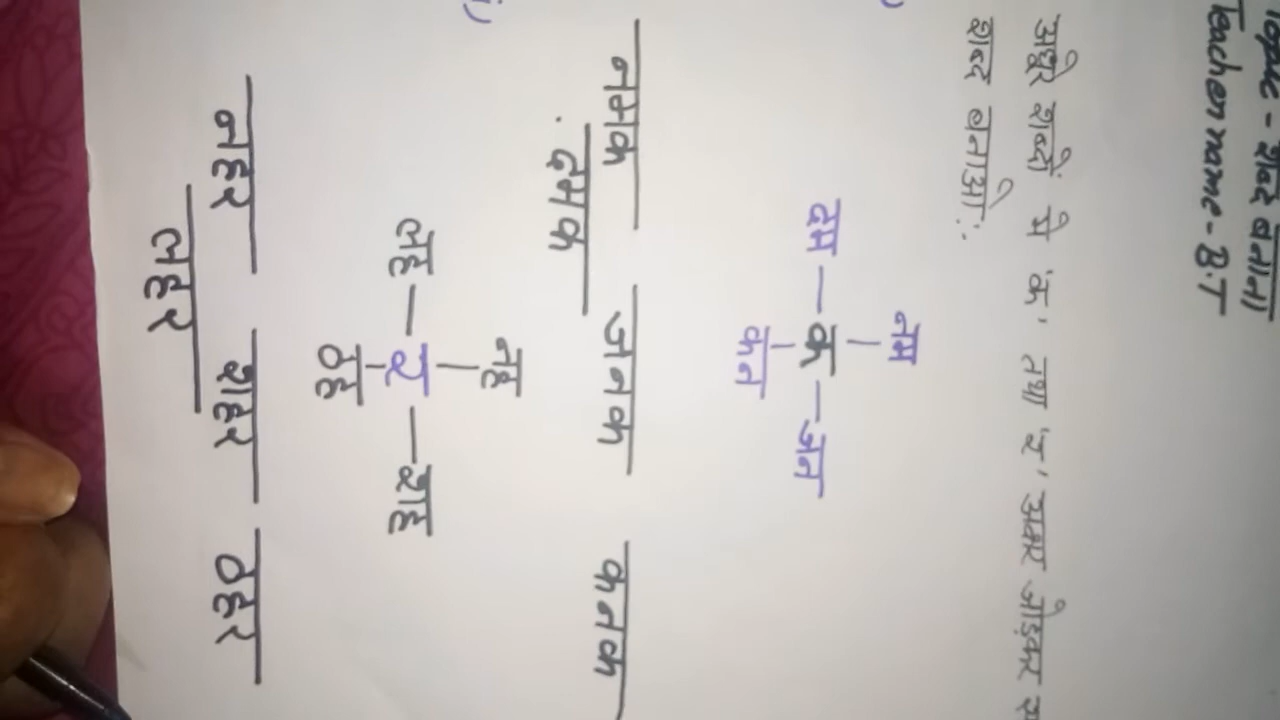 Topic - शब्द बनाना
Teacher name - B.T
अधुरे शब्दों मे 'क' तथा 'र' अक्षर जोड़कर
शब्द बनाओ :.
नम
दम — क — जन
कन
नमक जनक कनक
दमक
i)
नह
लह — र — शह
ठह
नहर शहर ठहर
लहर